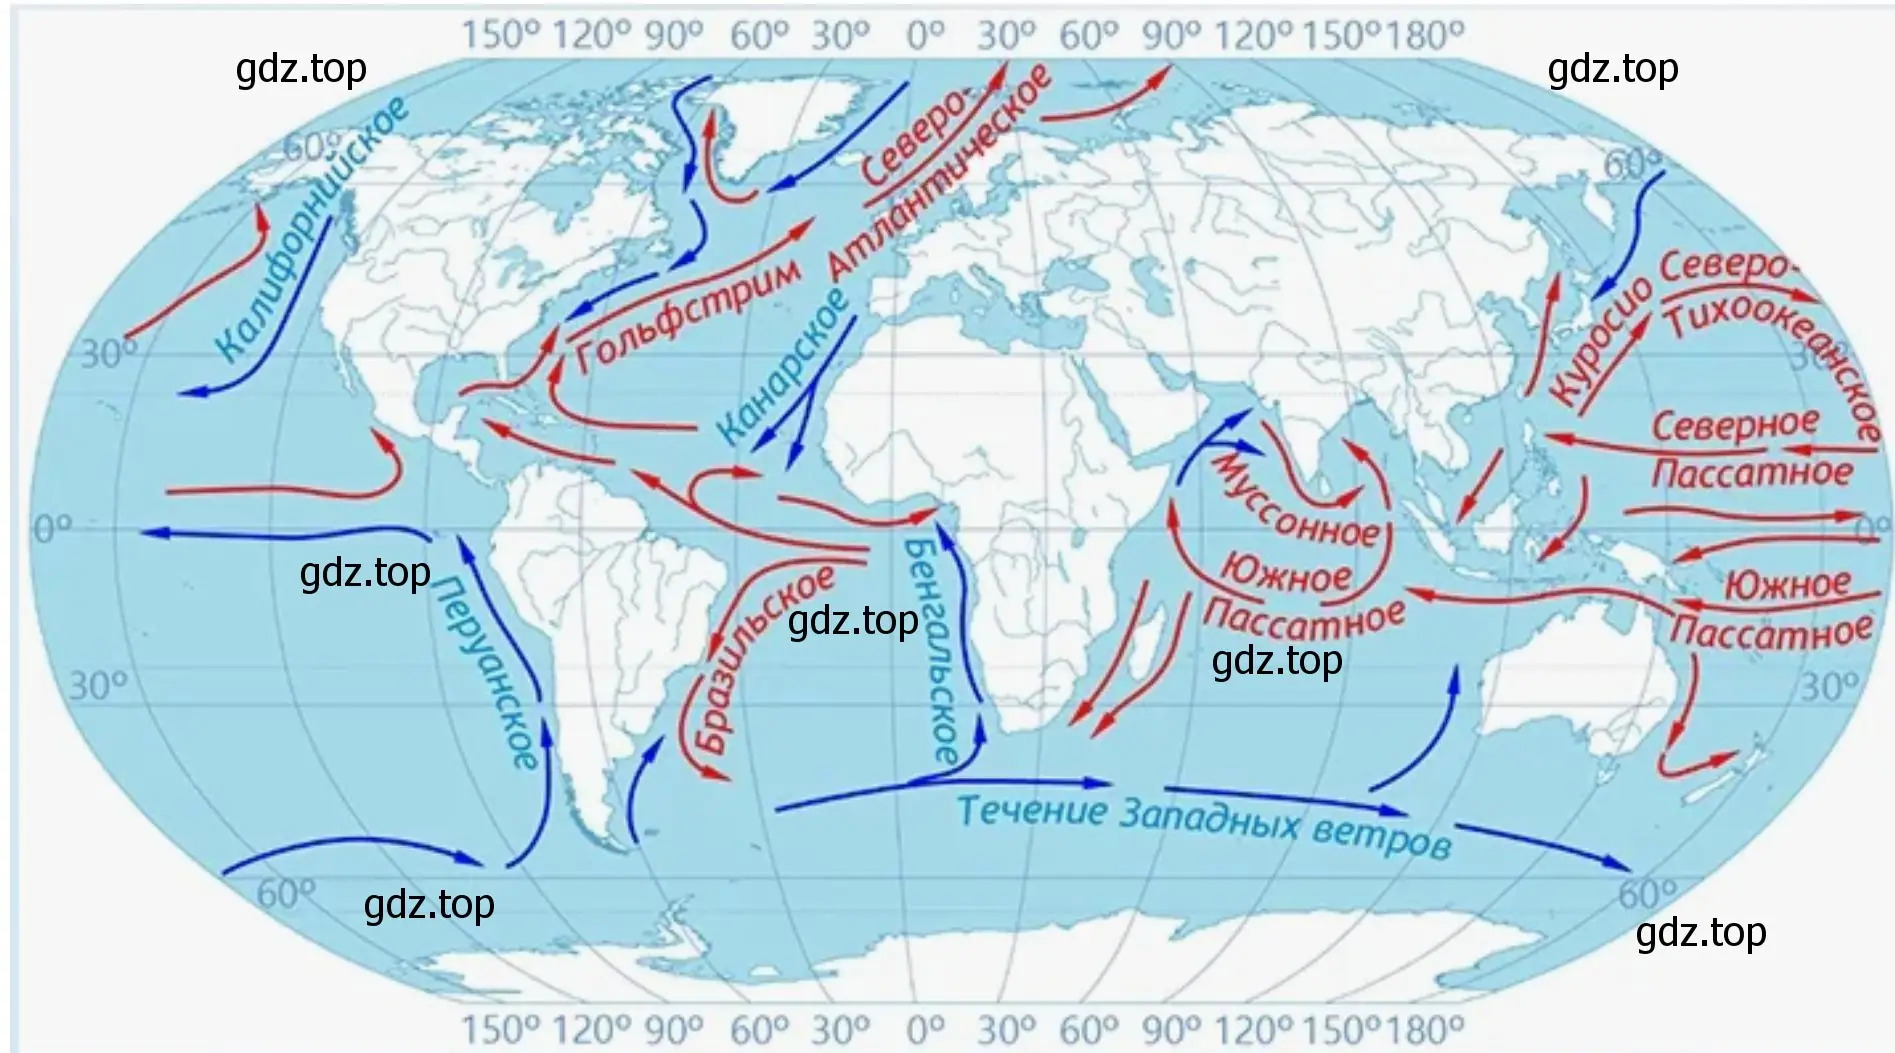 150° 120° 90° 60° 30° 0° 30° 60° 90° 120° 150° 180°
gdz.top
gdz.top
Калифорнийское
Северо-
Атлантическое
60°
60°
Гольфстрим
Канарское
Куросио
Северо-
Тихоокеанское
30°
30°
Северное
Пассатное
Муссонное
0°
0°
gdz.top
Перуанское
Бразильское
gdz.top
Бенгальское
Южное
Пассатное
gdz.top
Южное
Пассатное
30°
30°
Течение Западных ветров
60°
60°
gdz.top
gdz.top
150° 120° 90° 60° 30° 0° 30° 60° 90° 120° 150° 180°